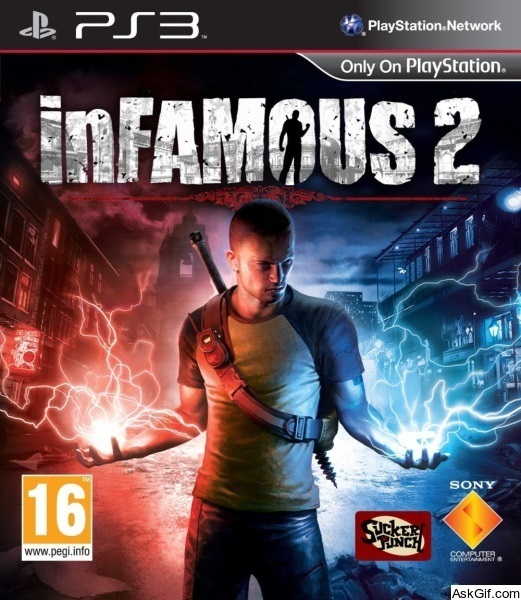 PS3
PlayStation®Network
Only On PlayStation®
inFAMOUS 2
16
www.pegi.info
SUCKER PUNCH
SONY
COMPUTER
ENTERTAINMENT®
AskGif.com